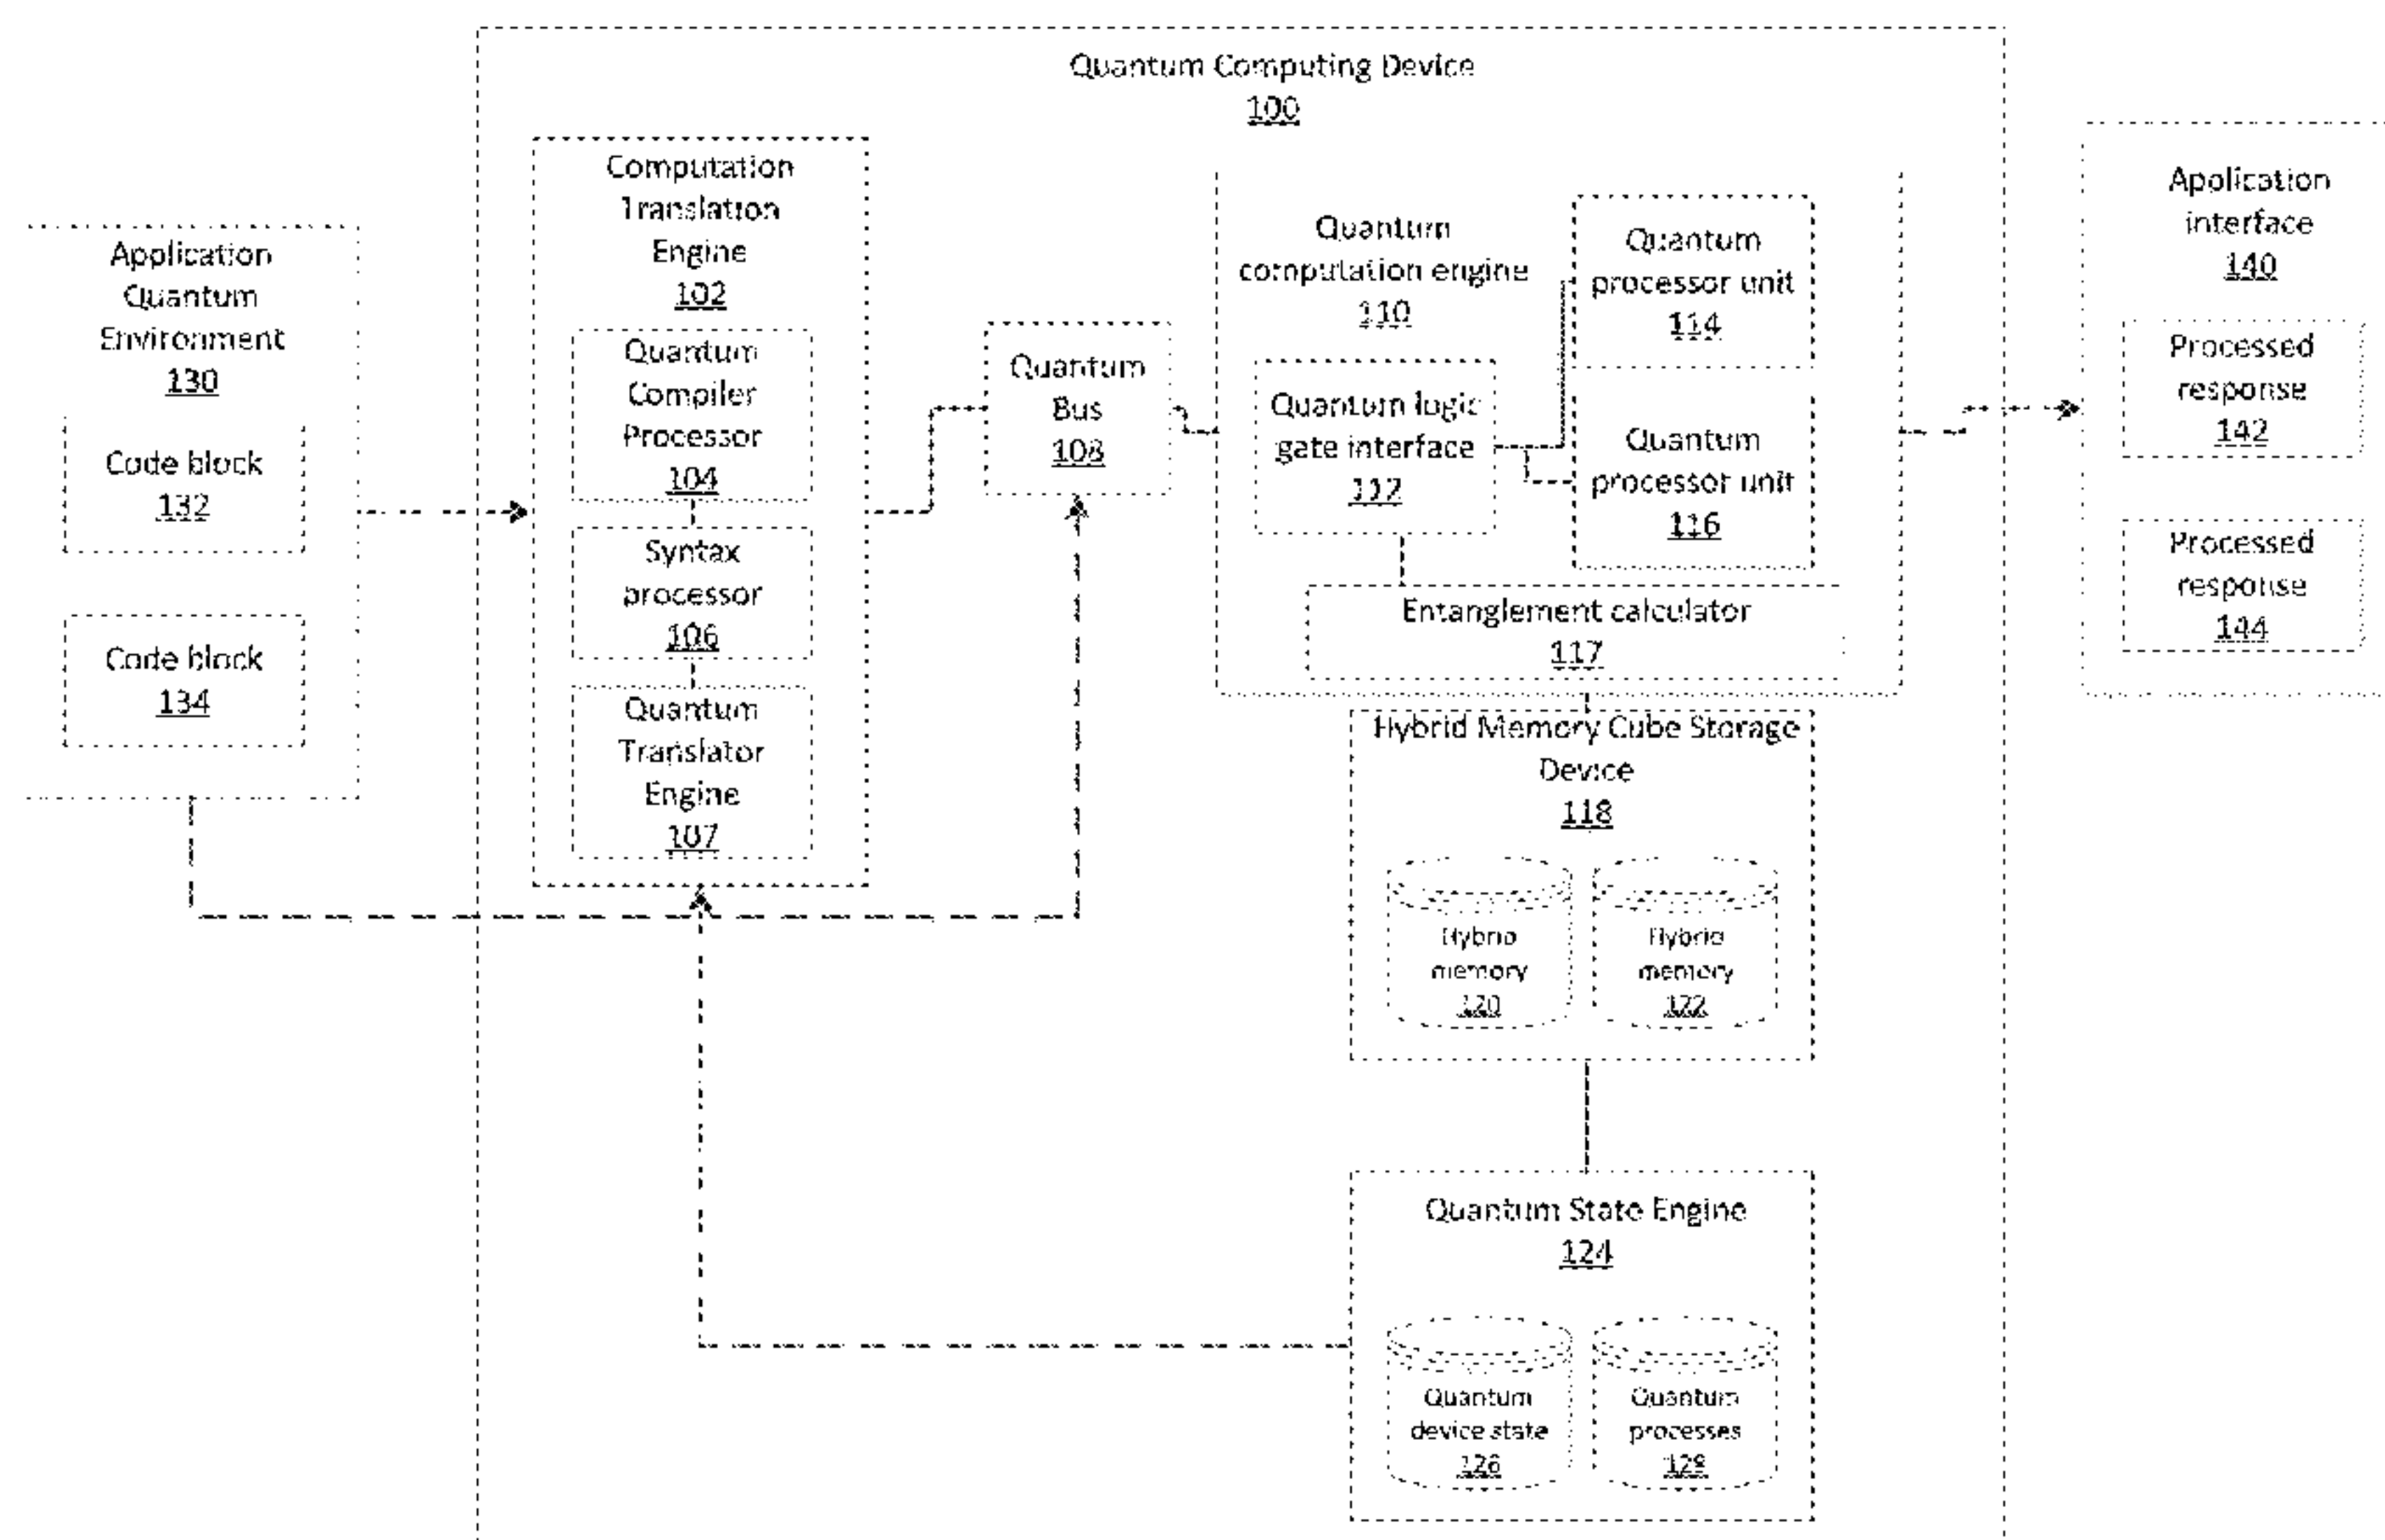 Quantum Computing Device
100
Application
Quantum
Environment
130
Code block
132
Code block
134
Computation
Translation
Engine
102
Quantum
Compiler
Processor
104
Syntax
processor
106
Quantum
Translator
Engine
107
Quantum
Bus
108
Quantum
computation engine
110
Quantum logic
gate interface
112
Quantum
processor unit
114
Quantum
processor unit
116
Entanglement calculator
117
Hybrid Memory Cube Storage
Device
118
Hybrid
memory
120
Hybrid
memory
122
Quantum State Engine
124
Quantum
device state
126
Quantum
processes
128
Application
interface
140
Processed
response
142
Processed
response
144